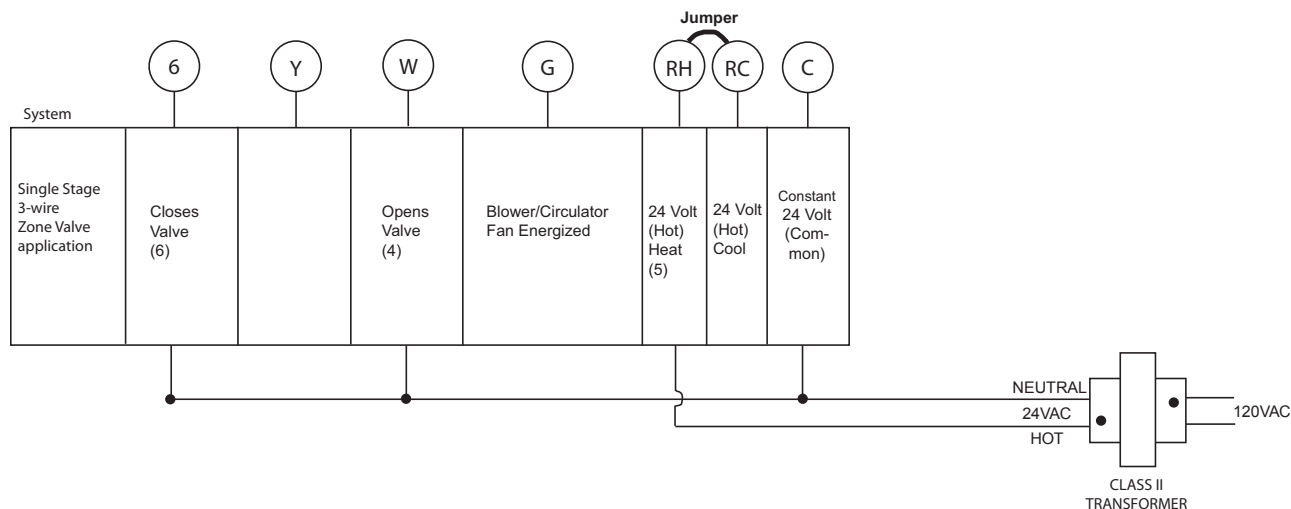 Jumper
6
Y
W
G
RH
RC
C
System
Single Stage
3-wire
Zone Valve
application
Closes
Valve
(6)
Opens
Valve
(4)
Blower/Circulator
Fan Energized
24 Volt
(Hot)
Heat
(5)
24 Volt
(Hot)
Cool
Constant
24 Volt
(Com-
mon)
NEUTRAL
24VAC
HOT
120VAC
CLASS II
TRANSFORMER